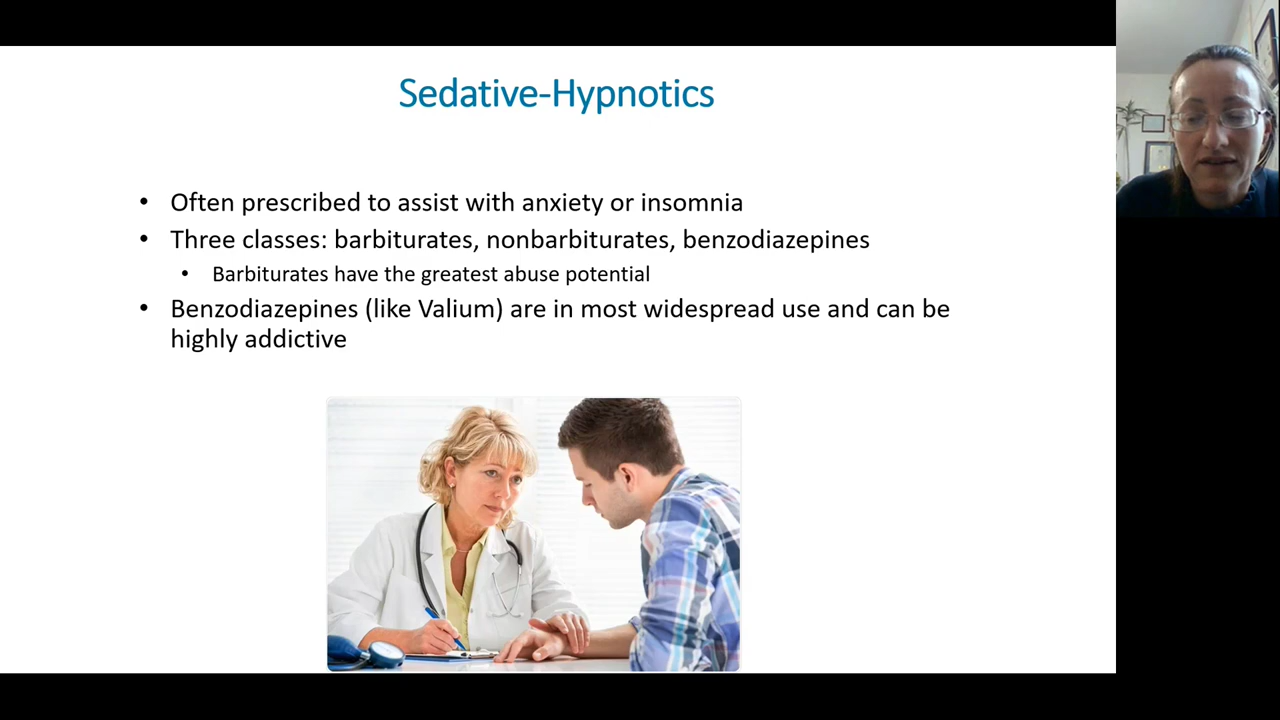 Sedative-Hypnotics
• Often prescribed to assist with anxiety or insomnia
• Three classes: barbiturates, nonbarbiturates, benzodiazepines
• Barbiturates have the greatest abuse potential
• Benzodiazepines (like Valium) are in most widespread use and can be
highly addictive